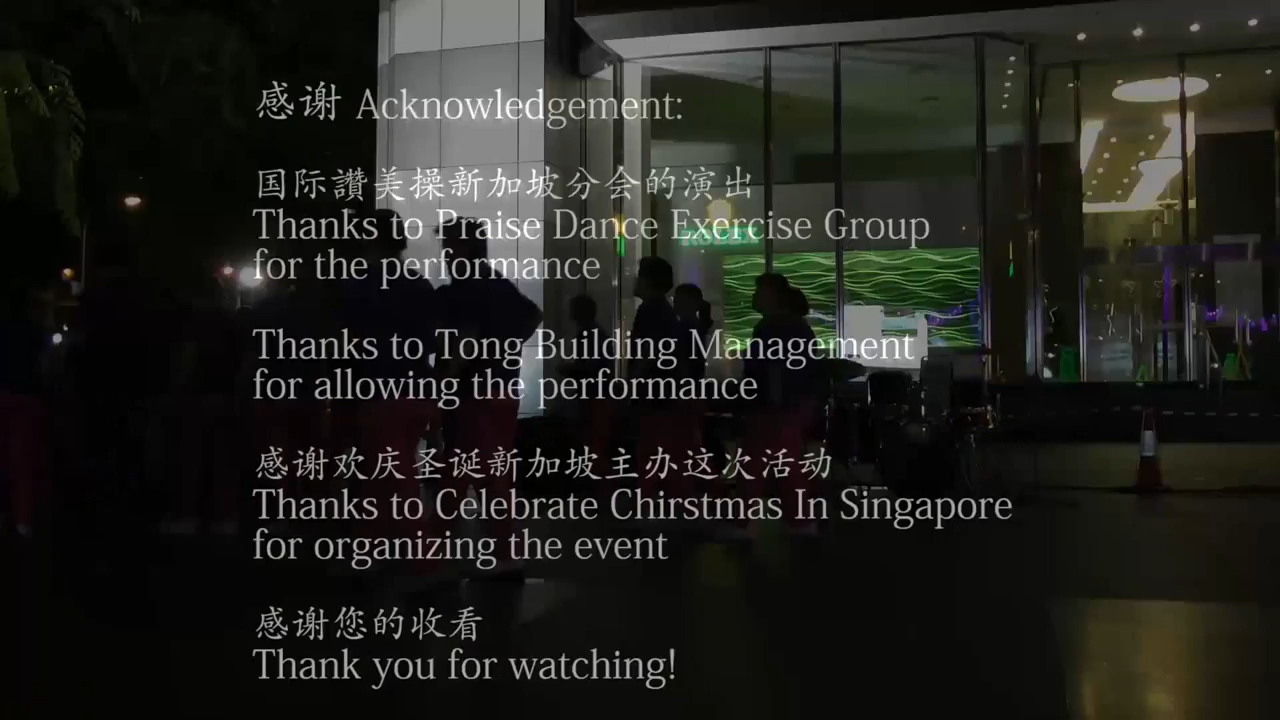 感谢 Acknowledgement:
国际讚美操新加坡分会的演出
Thanks to Praise Dance Exercise Group
for the performance
Thanks to Tong Building Management
for allowing the performance
感谢欢庆圣诞新加坡主办这次活动
Thanks to Celebrate Chirstmas In Singapore
for organizing the event
感谢您的收看
Thank you for watching!